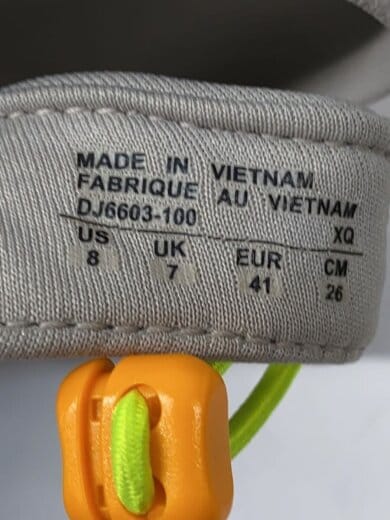 MADE IN VIETNAM
FABRIQUE AU VIETNAM
DJ6603-100 XQ
US UK EUR CM
8 7 41 26